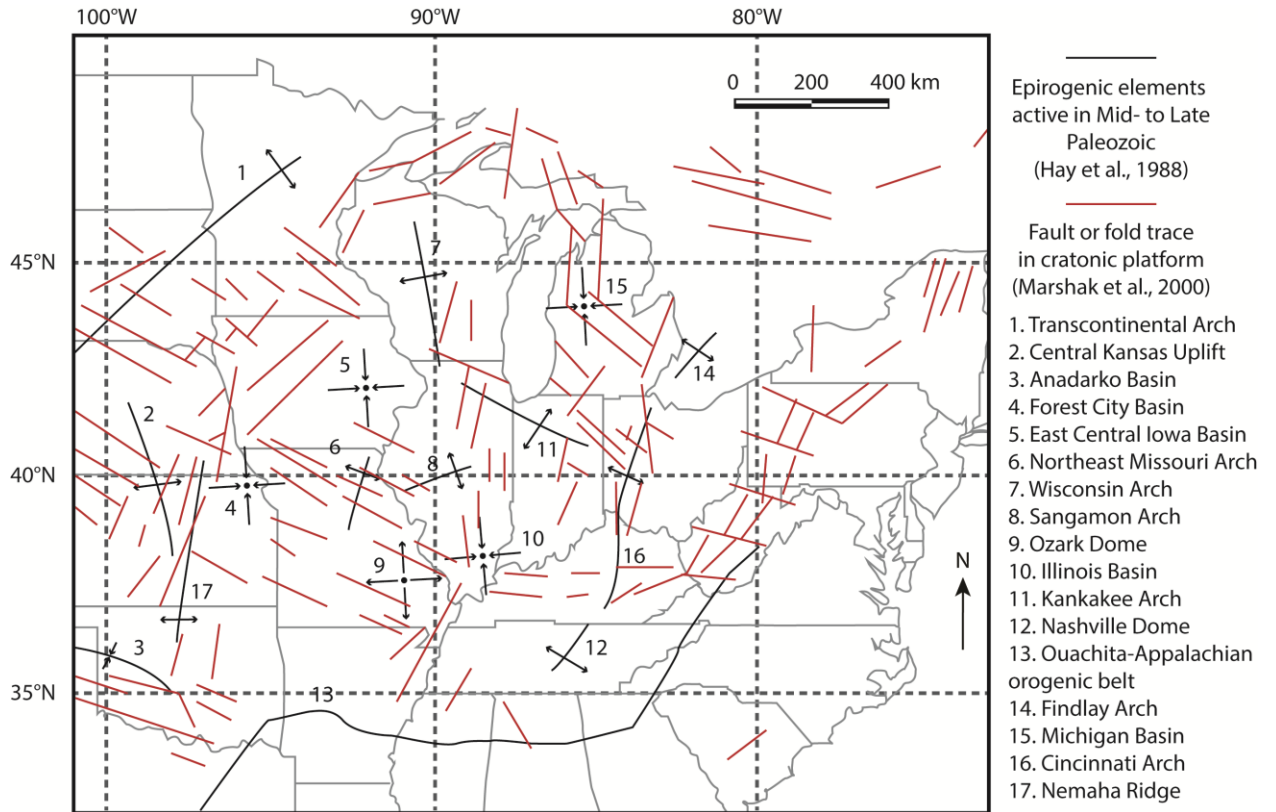 100°W
90°W
80°W
0 200 400 km
45°N
40°N
35°N
1
7
15
14
5
2
11
6
8
4
10
9
16
17
12
3
13
N
Epirogenic elements
active in Mid- to Late
Paleozoic
(Hay et al., 1988)
Fault or fold trace
in cratonic platform
(Marshak et al., 2000)
1. Transcontinental Arch
2. Central Kansas Uplift
3. Anadarko Basin
4. Forest City Basin
5. East Central Iowa Basin
6. Northeast Missouri Arch
7. Wisconsin Arch
8. Sangamon Arch
9. Ozark Dome
10. Illinois Basin
11. Kankakee Arch
12. Nashville Dome
13. Ouachita-Appalachian
orogenic belt
14. Findlay Arch
15. Michigan Basin
16. Cincinnati Arch
17. Nemaha Ridge